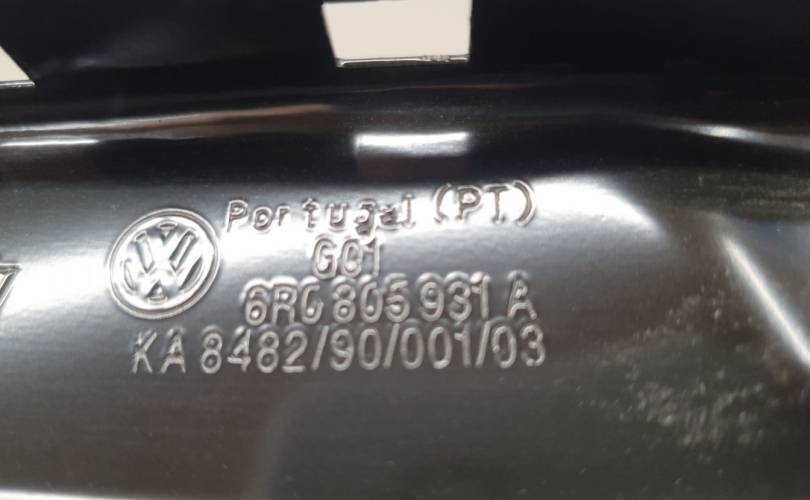 Portugal (PT)
G01
6R0 805 931 A
KA 8482/90/001/03